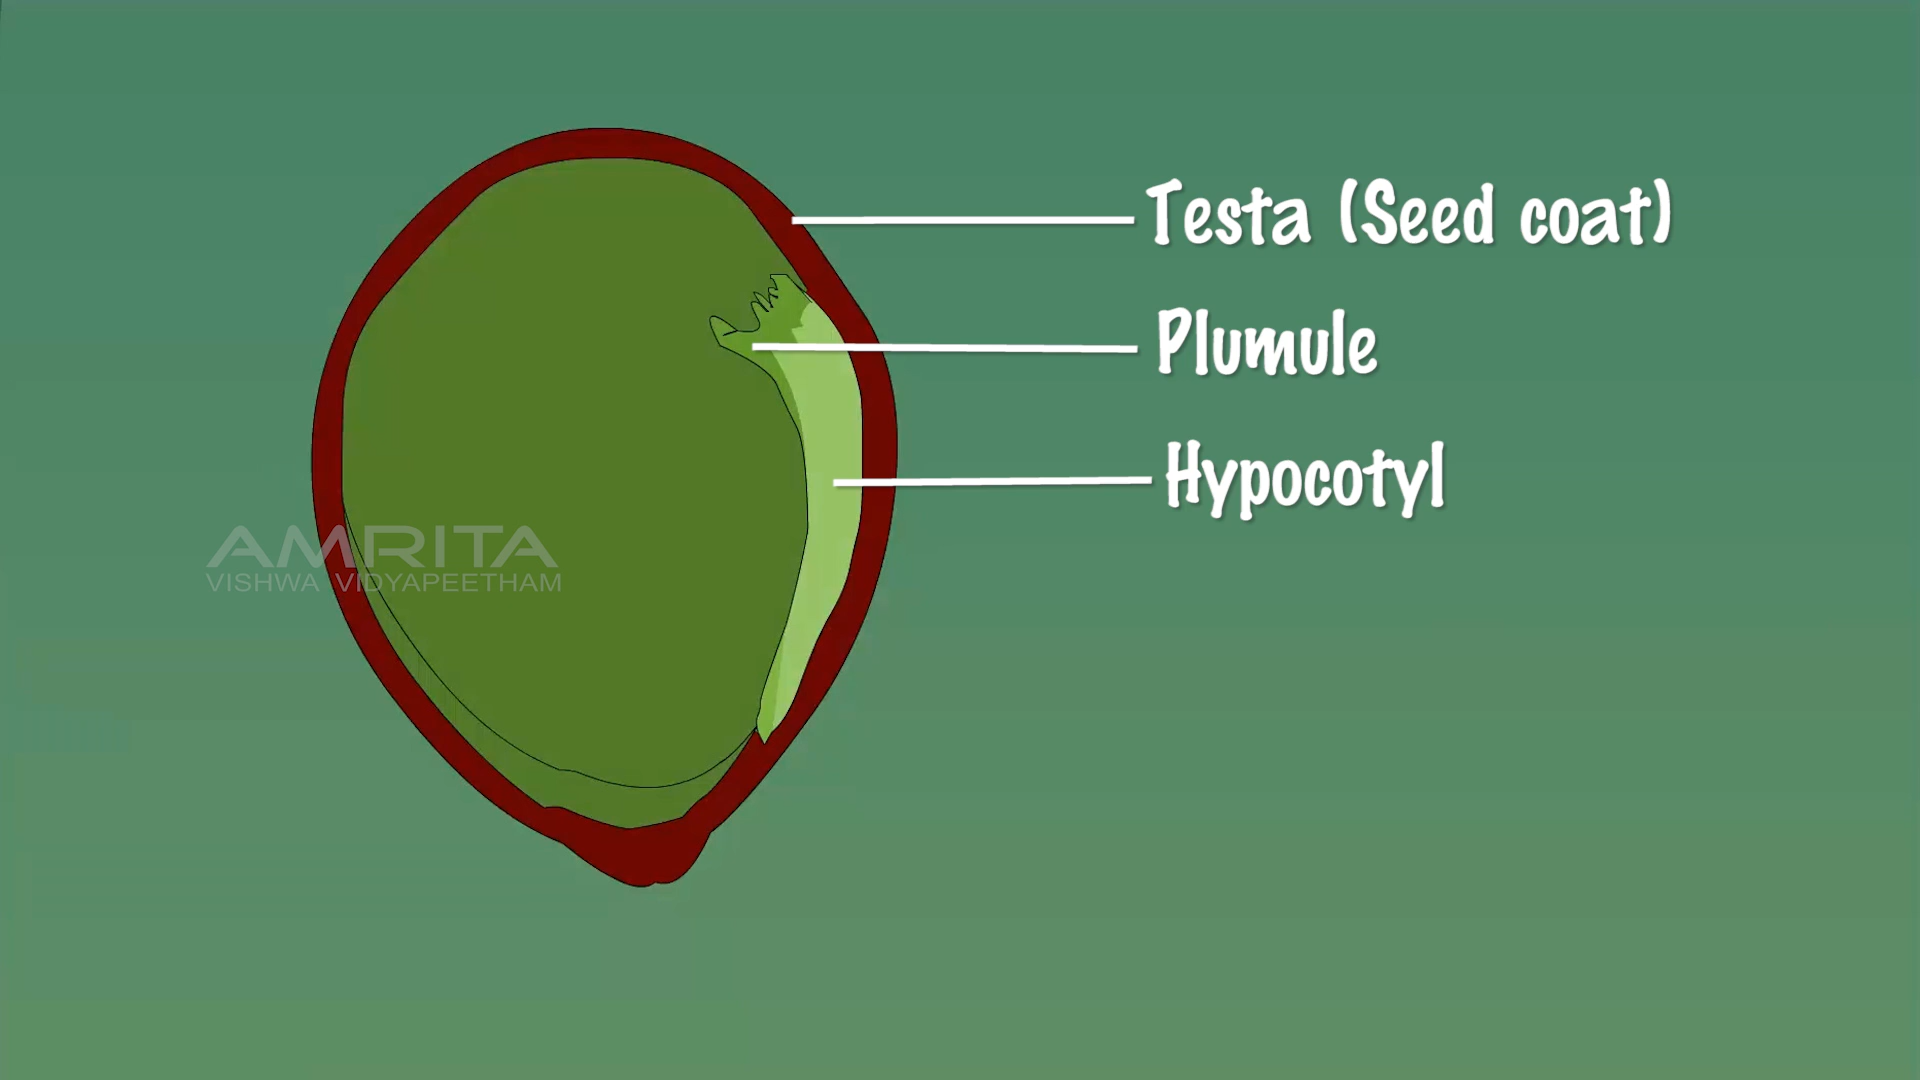 Testa (Seed coat)
Plumule
Hypocotyl
AMRITA
VISHWA VIDYAPEETHAM